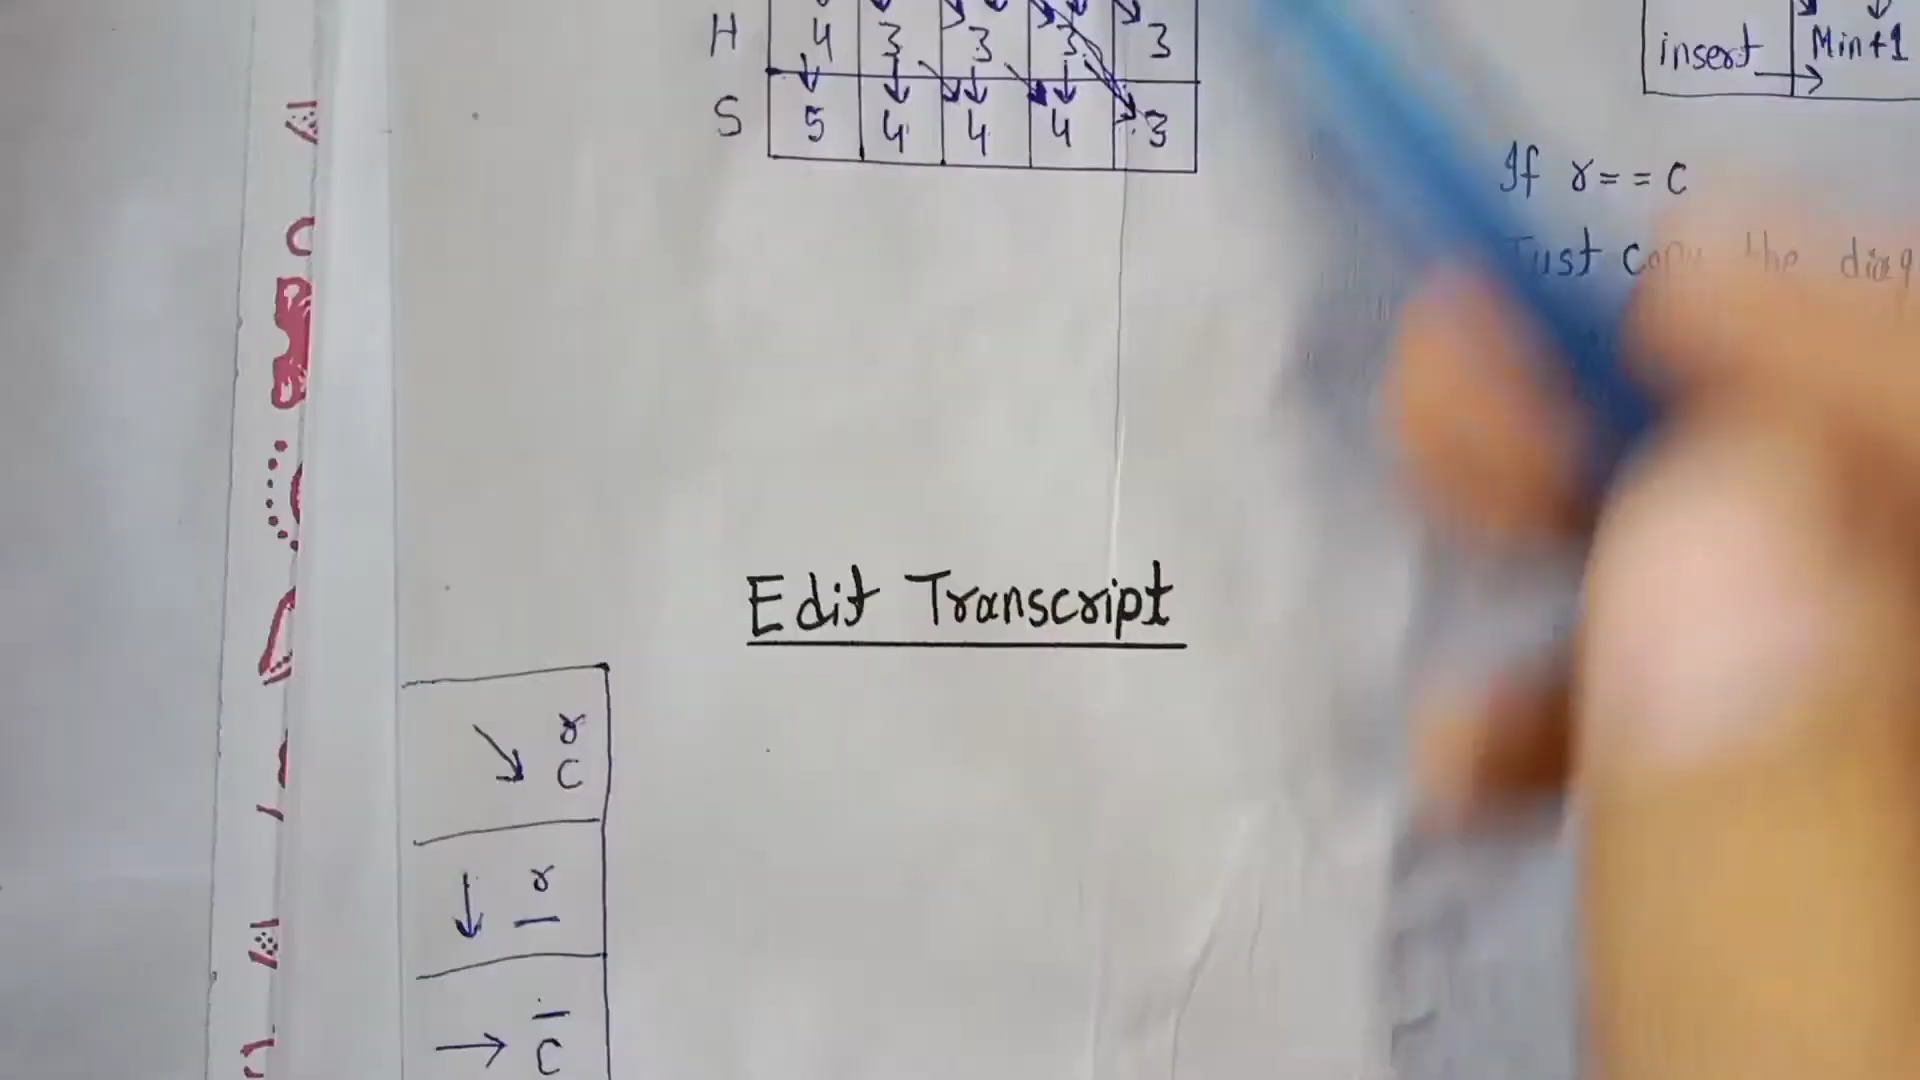 H 4 3 3 3 3
S 5 4 4 4 3
insert Min+1
If r==c
Just copy the diag
Edit Transcript
r
c
r
—
—
c